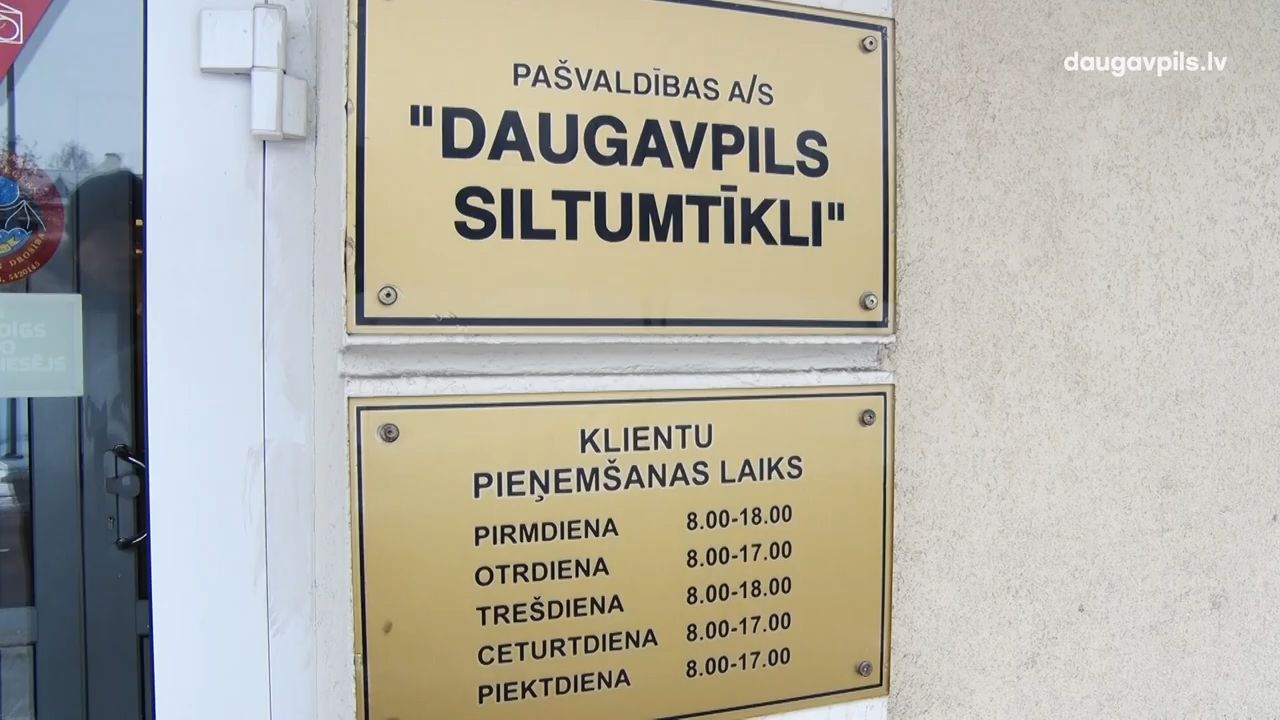 daugavpils.lv
PAŠVALDĪBAS A/S
"DAUGAVPILS
SILTUMTĪKLI"
KLIENTU
PIEŅEMŠANAS LAIKS
PIRMDIENA 8.00-18.00
OTRDIENA 8.00-17.00
TREŠDIENA 8.00-18.00
CETURTDIENA 8.00-17.00
PIEKTDIENA 8.00-17.00